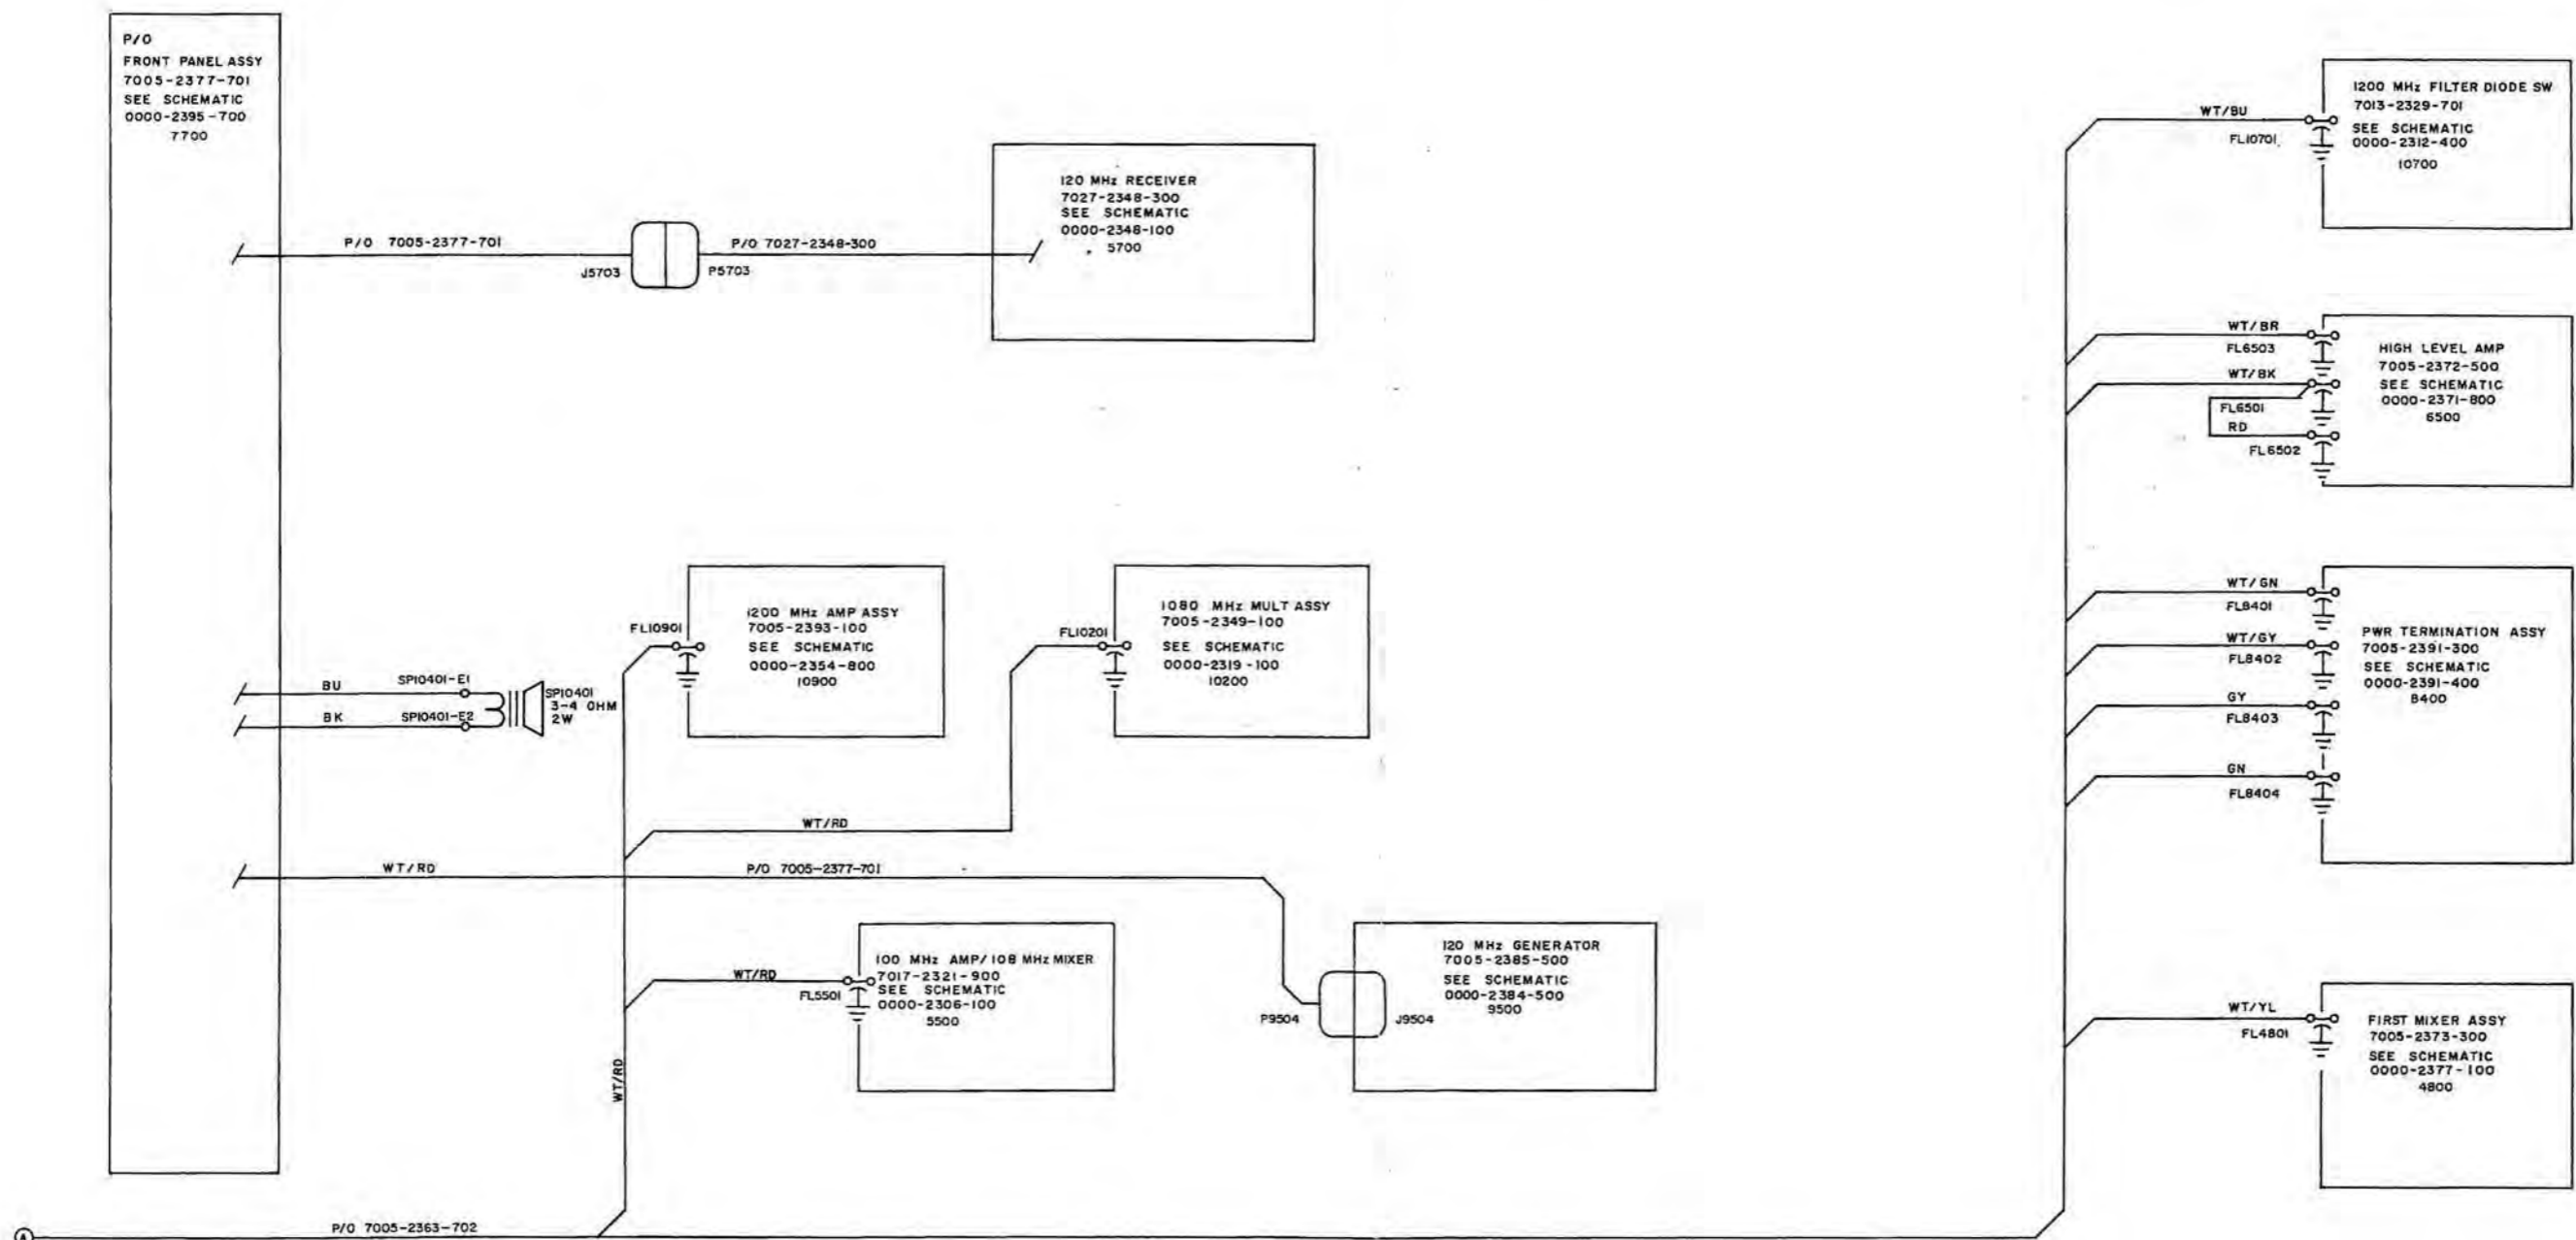 P/O
FRONT PANEL ASSY
7005-2377-701
SEE SCHEMATIC
0000-2395-700
7700
P/O 7005-2377-701
J5703
P5703
P/O 7027-2348-300
120 MHz RECEIVER
7027-2348-300
SEE SCHEMATIC
0000-2348-100
5700
WT/BU
FL10701
1200 MHz FILTER DIODE SW
7013-2329-701
SEE SCHEMATIC
0000-2312-400
10700
WT/BR
FL6503
WT/BK
FL6501
RD
FL6502
HIGH LEVEL AMP
7005-2372-500
SEE SCHEMATIC
0000-2371-800
6500
BU
BK
SP10401-E1
SP10401-E2
SP10401
3-4 OHM
2W
FL10901
1200 MHz AMP ASSY
7005-2393-100
SEE SCHEMATIC
0000-2354-800
10900
FL10201
1080 MHz MULT ASSY
7005-2349-100
SEE SCHEMATIC
0000-2319-100
10200
WT/GN
FL8401
WT/GY
FL8402
GY
FL8403
GN
FL8404
PWR TERMINATION ASSY
7005-2391-300
SEE SCHEMATIC
0000-2391-400
8400
WT/RD
WT/RD
P/O 7005-2377-701
WT/RD
FL5501
100 MHz AMP/108 MHz MIXER
7017-2321-900
SEE SCHEMATIC
0000-2306-100
5500
P9504
J9504
120 MHz GENERATOR
7005-2385-500
SEE SCHEMATIC
0000-2384-500
9500
WT/YL
FL4801
FIRST MIXER ASSY
7005-2373-300
SEE SCHEMATIC
0000-2377-100
4800
WT/RD
P/O 7005-2363-702
A